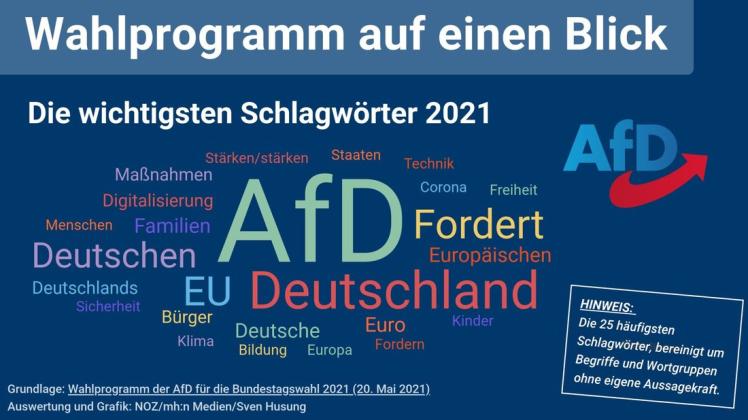 Wahlprogramm auf einen Blick
Die wichtigsten Schlagwörter 2021
AfD
Stärken/stärken
Staaten
Technik
Maßnahmen
Corona
Freiheit
Digitalisierung
AfD
Menschen
Familien
Fordert
Deutschen
Europäischen
Deutschlands
EU
Deutschland
Sicherheit
Bürger
Deutsche
Euro
Kinder
Klima
Bildung
Europa
Fordern
HINWEIS:
Die 25 häufigsten
Schlagwörter, bereinigt um
Begriffe und Wortgruppen
ohne eigene Aussagekraft.
Grundlage: Wahlprogramm der AfD für die Bundestagswahl 2021 (20. Mai 2021)
Auswertung und Grafik: NOZ/mh:n Medien/Sven Husung